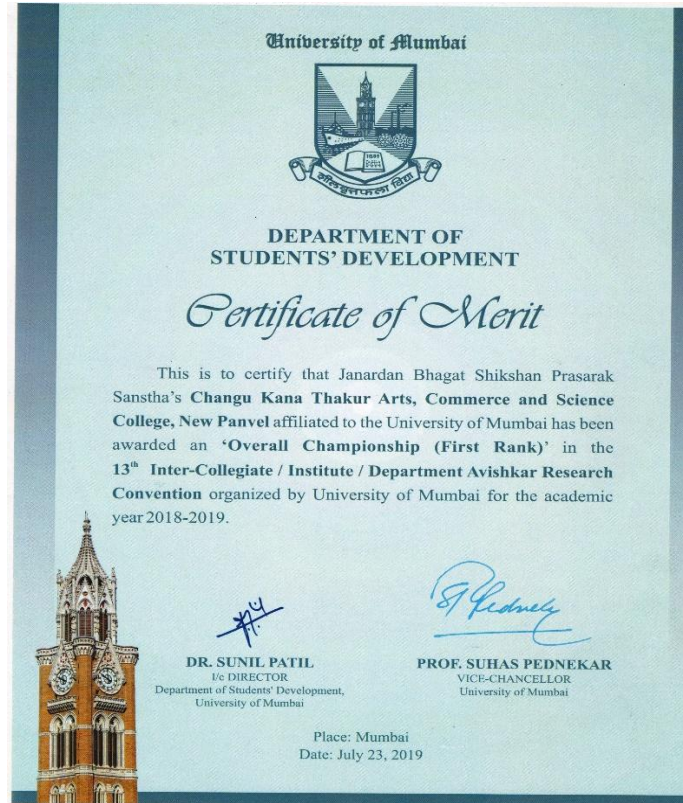 University of Mumbai
1857
शीलवृत्तफला विद्या
DEPARTMENT OF
STUDENTS' DEVELOPMENT
Certificate of Merit
This is to certify that Janardan Bhagat Shikshan Prasarak
Sanstha's Changu Kana Thakur Arts, Commerce and Science
College, New Panvel affiliated to the University of Mumbai has been
awarded an 'Overall Championship (First Rank)' in the
13th Inter-Collegiate / Institute / Department Avishkar Research
Convention organized by University of Mumbai for the academic
year 2018-2019.
DR. SUNIL PATIL
I/c DIRECTOR
Department of Students' Development,
University of Mumbai
PROF. SUHAS PEDNEKAR
VICE-CHANCELLOR
University of Mumbai
Place: Mumbai
Date: July 23, 2019